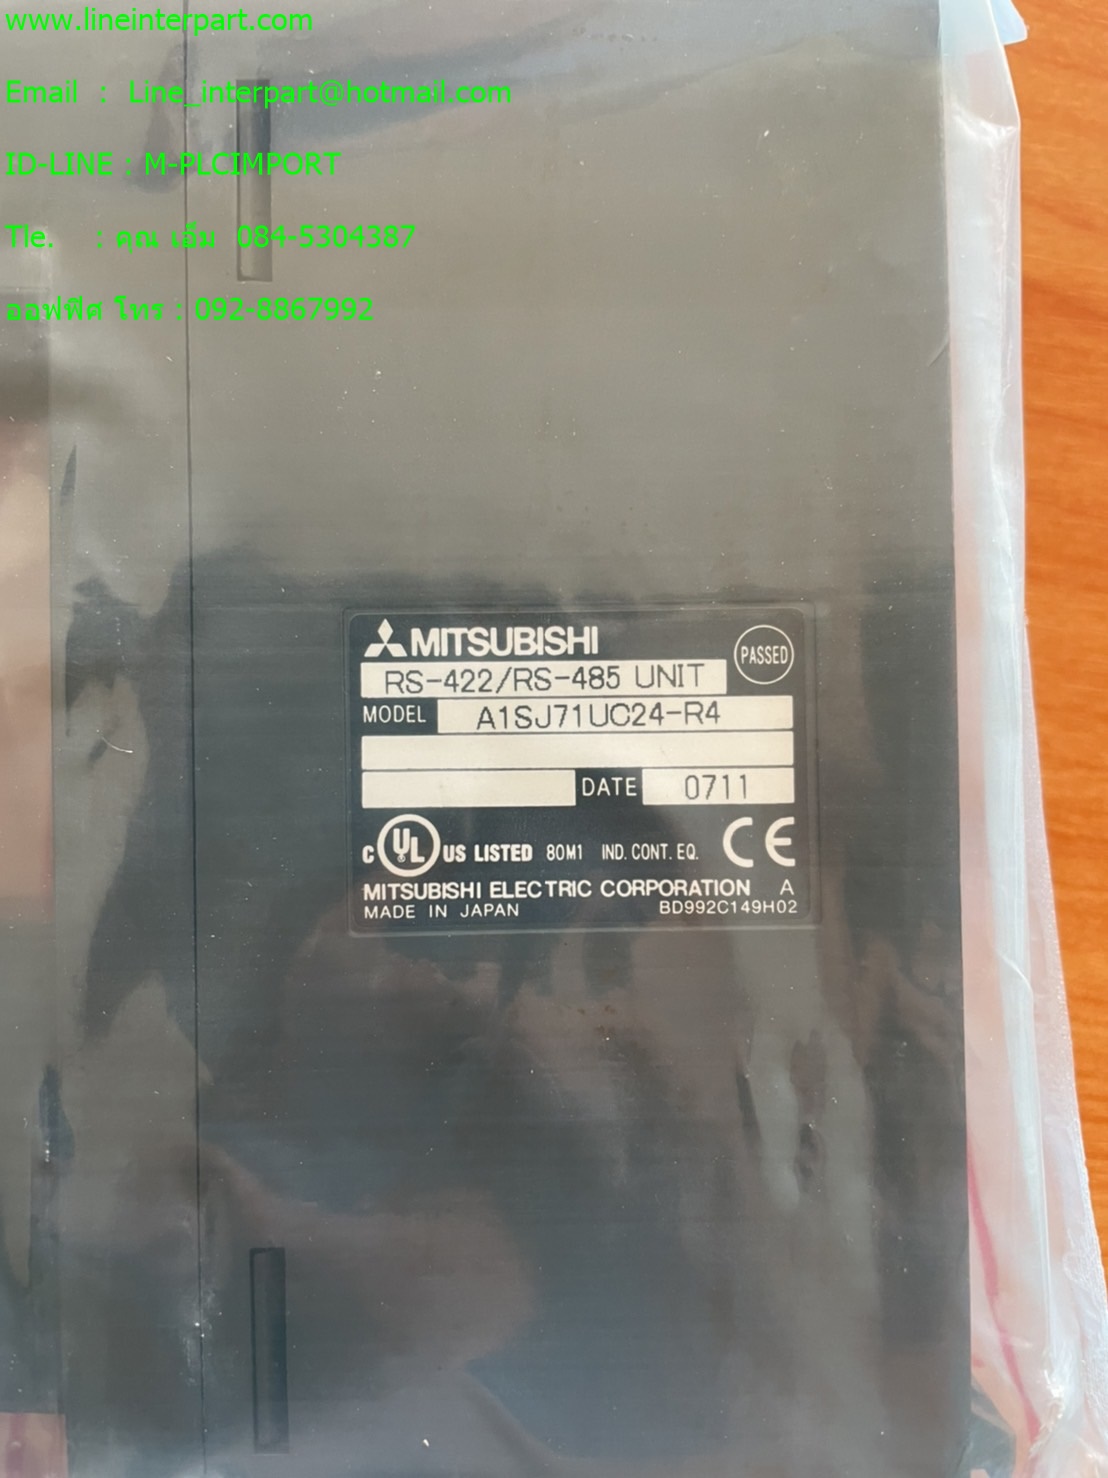 www.lineinterpart.com
Email : Line_interpart@hotmail.com
ID-LINE : M-PLCIMPORT
Tle. : คุณ เอ็ม 084-5304387
ออฟฟิศ โทร : 092-8867992
MITSUBISHI
PASSED
RS-422/RS-485 UNIT
MODEL A1SJ71UC24-R4
DATE 0711
C UL US LISTED 80M1 IND. CONT. EQ. CE
MITSUBISHI ELECTRIC CORPORATION A
MADE IN JAPAN BD992C149H02